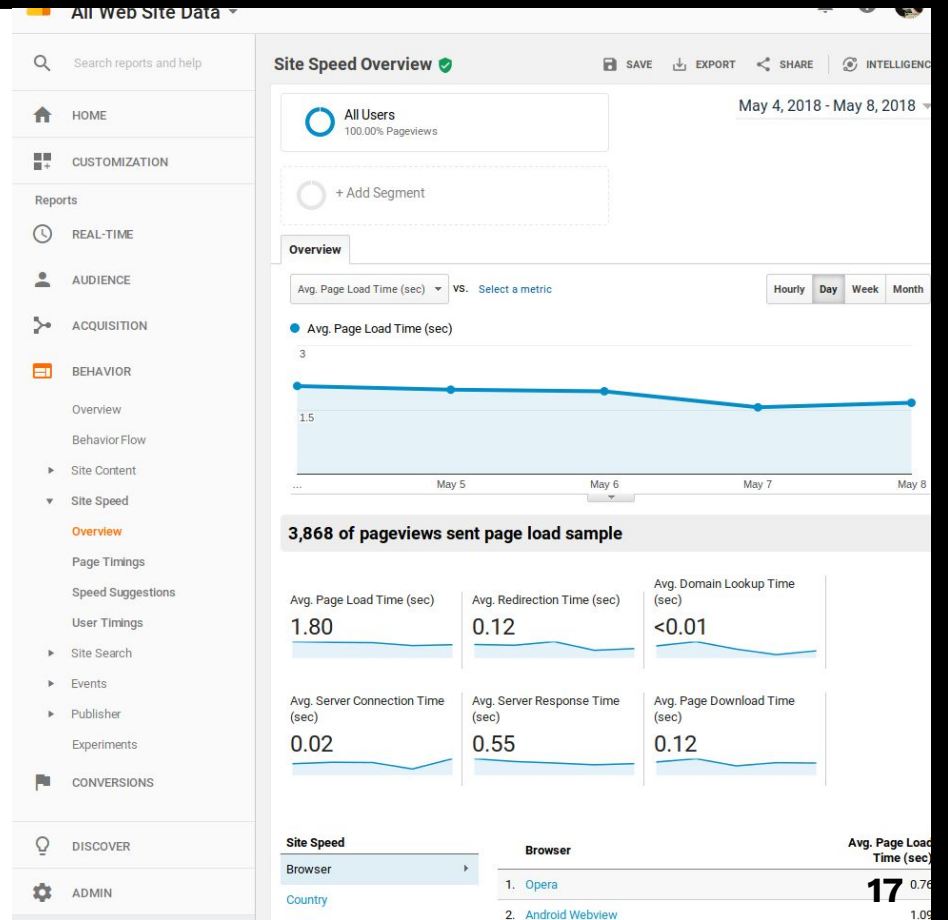 All Web Site Data
Search reports and help
HOME
CUSTOMIZATION
Reports
REAL-TIME
AUDIENCE
ACQUISITION
BEHAVIOR
Overview
Behavior Flow
Site Content
Site Speed
Overview
Page Timings
Speed Suggestions
User Timings
Site Search
Events
Publisher
Experiments
CONVERSIONS
DISCOVER
ADMIN
Site Speed Overview
SAVE EXPORT SHARE INTELLIGENC
All Users
100.00% Pageviews
May 4, 2018 - May 8, 2018
+ Add Segment
Overview
Avg. Page Load Time (sec) VS. Select a metric
Hourly Day Week Month
Avg. Page Load Time (sec)
3
1.5
... May 5 May 6 May 7 May 8
3,868 of pageviews sent page load sample
Avg. Page Load Time (sec)
1.80
Avg. Redirection Time (sec)
0.12
Avg. Domain Lookup Time
(sec)
<0.01
Avg. Server Connection Time
(sec)
0.02
Avg. Server Response Time
(sec)
0.55
Avg. Page Download Time
(sec)
0.12
Site Speed
Browser
Country
Browser
Avg. Page Load
Time (sec)
1. Opera 0.76
2. Android Webview 1.09
17